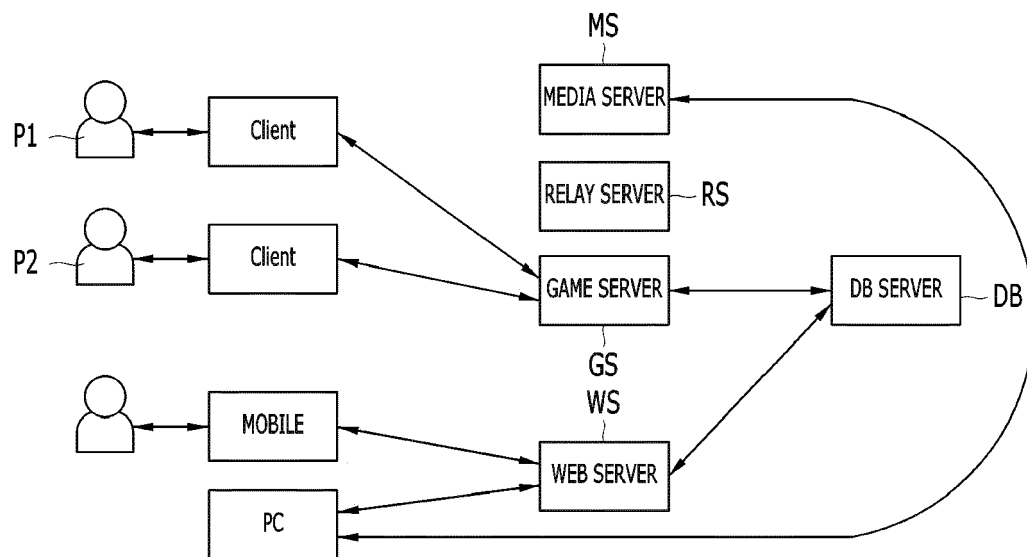 MS
MEDIA SERVER
P1
Client
RELAY SERVER
RS
P2
Client
GAME SERVER
DB SERVER
DB
GS
WS
MOBILE
WEB SERVER
PC